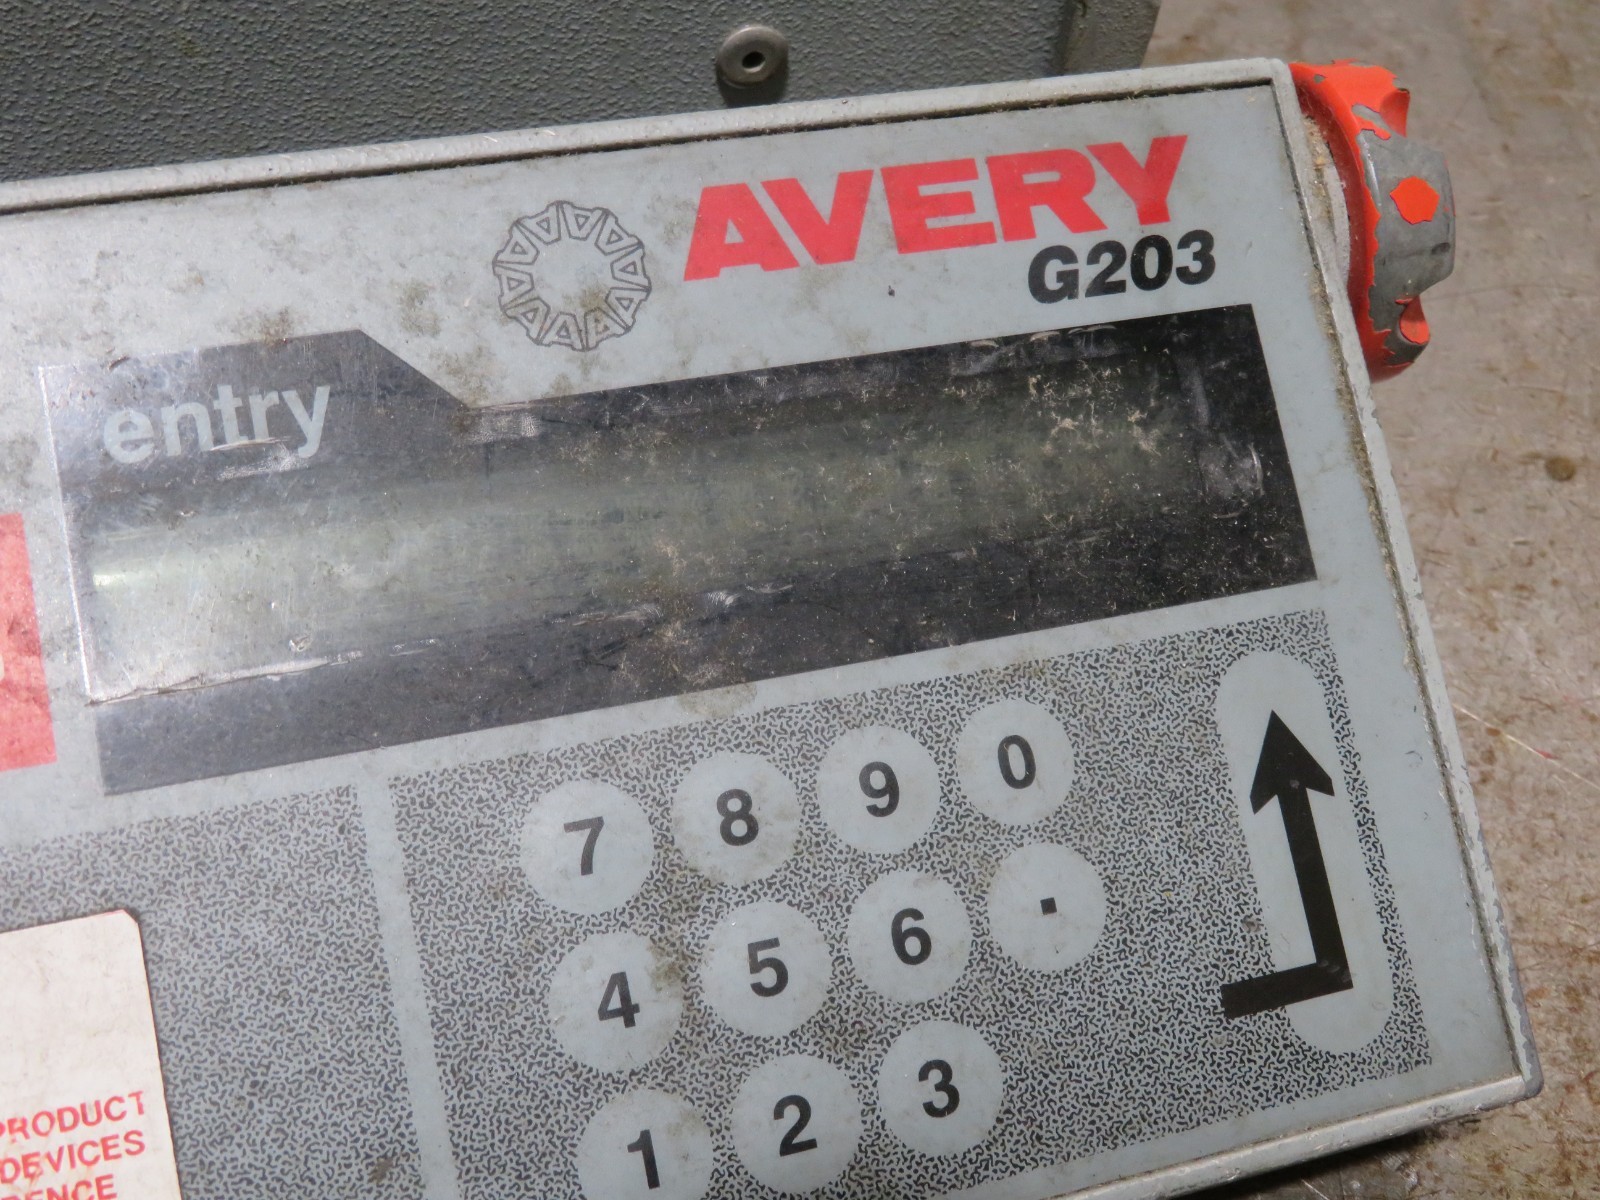 AVERY
G203
entry
7 8 9 0
4 5 6 .
1 2 3
PRODUCT
DEVICES